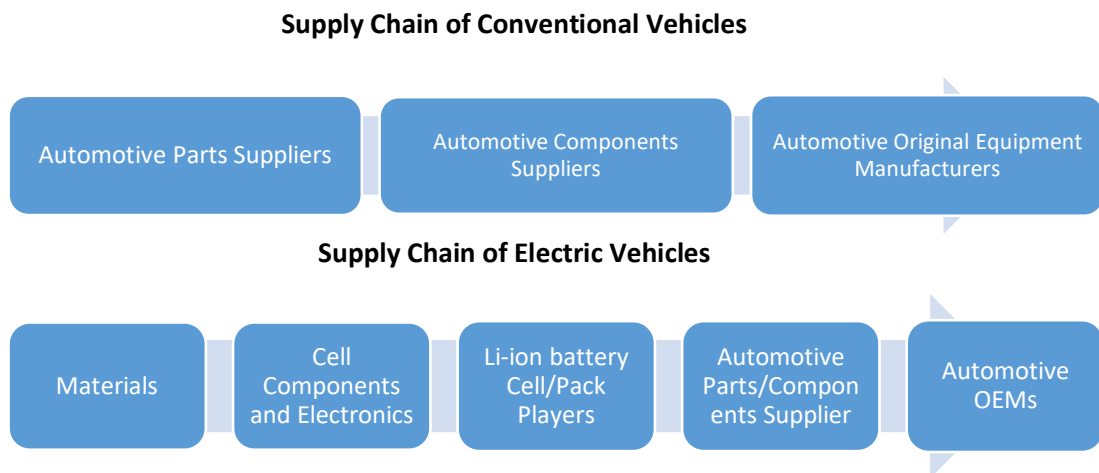 Supply Chain of Conventional Vehicles
Automotive Parts Suppliers
Automotive Components
Suppliers
Automotive Original Equipment
Manufacturers
Supply Chain of Electric Vehicles
Materials
Cell
Components
and Electronics
Li-ion battery
Cell/Pack
Players
Automotive
Parts/Compon
ents Supplier
Automotive
OEMs